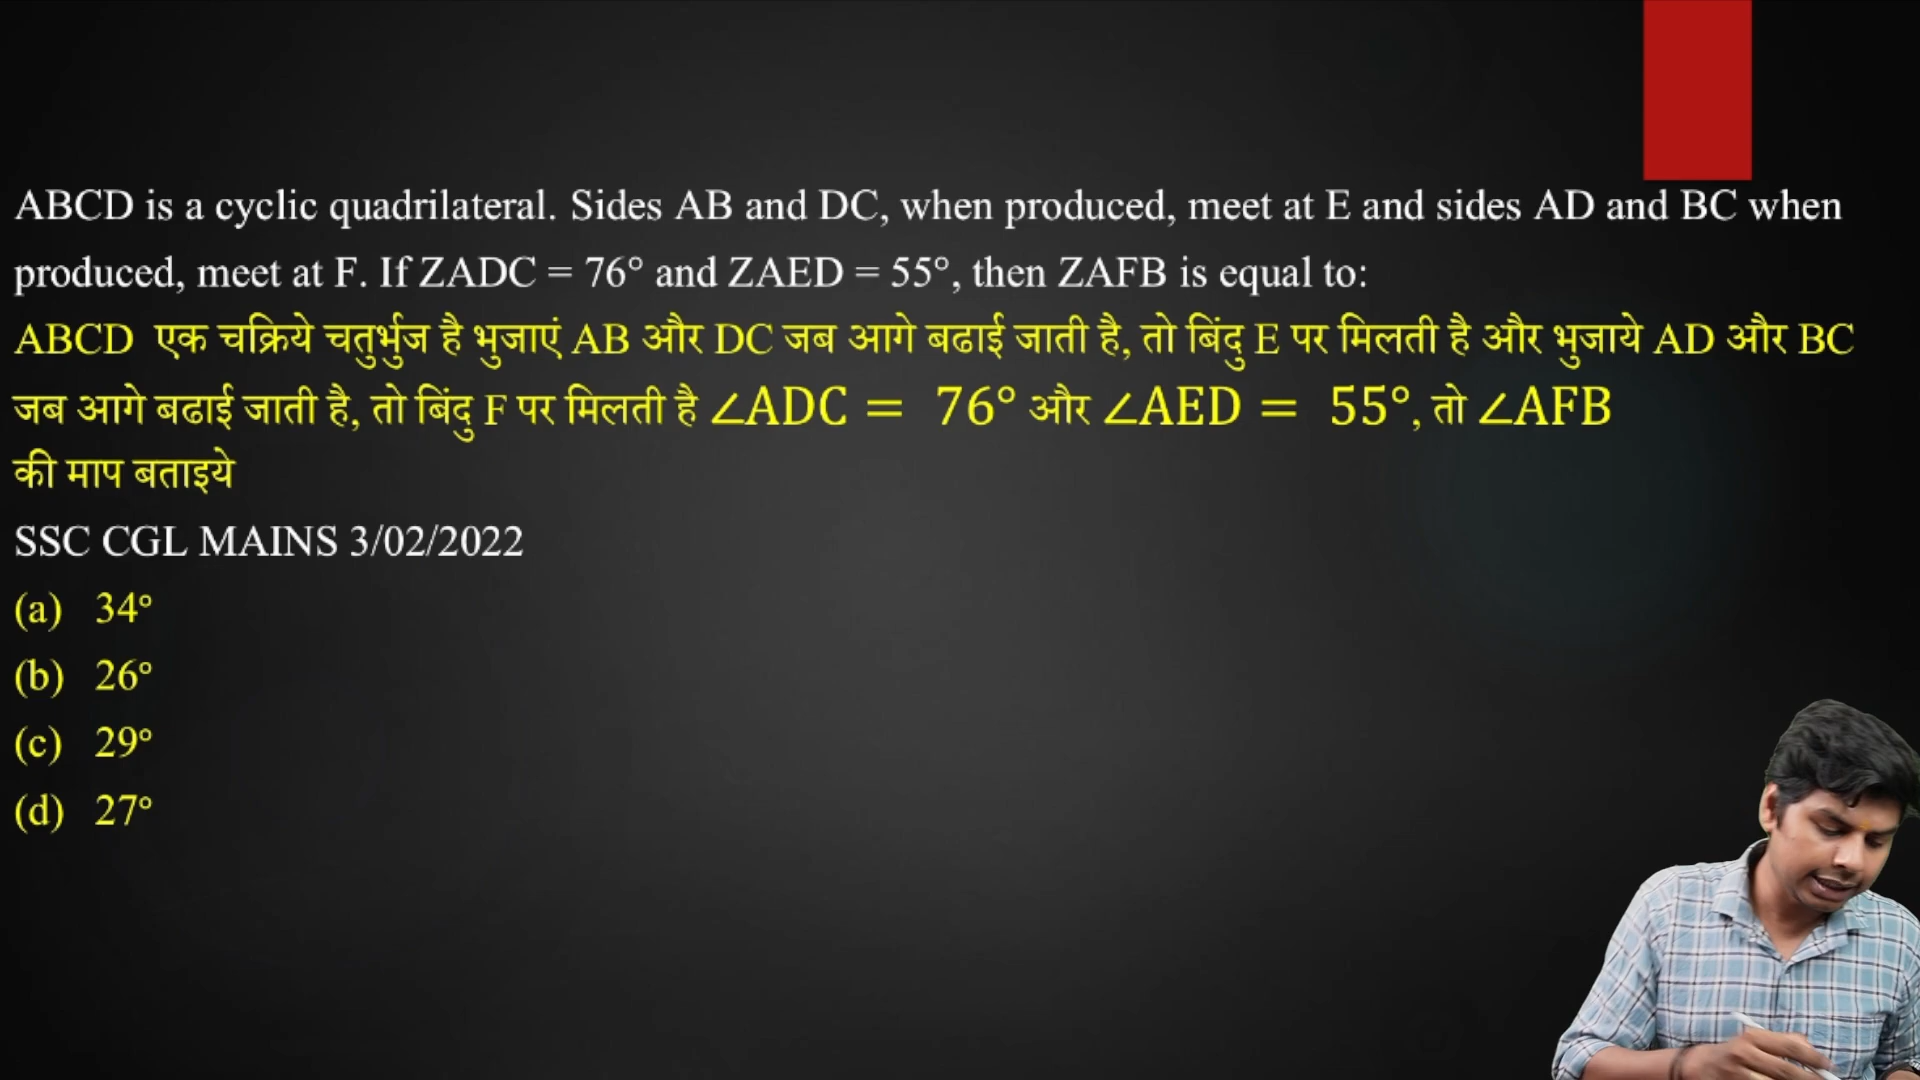 ABCD is a cyclic quadrilateral. Sides AB and DC, when produced, meet at E and sides AD and BC when
produced, meet at F. If ZADC = 76° and ZAED = 55°, then ZAFB is equal to:
ABCD एक चक्रिये चतुर्भुज है भुजाएं AB और DC जब आगे बढाई जाती है, तो बिंदु E पर मिलती है और भुजाये AD और BC
जब आगे बढाई जाती है, तो बिंदु F पर मिलती है ∠ADC = 76° और ∠AED = 55°, तो ∠AFB
की माप बताइये
SSC CGL MAINS 3/02/2022
(a) 34°
(b) 26°
(c) 29°
(d) 27°